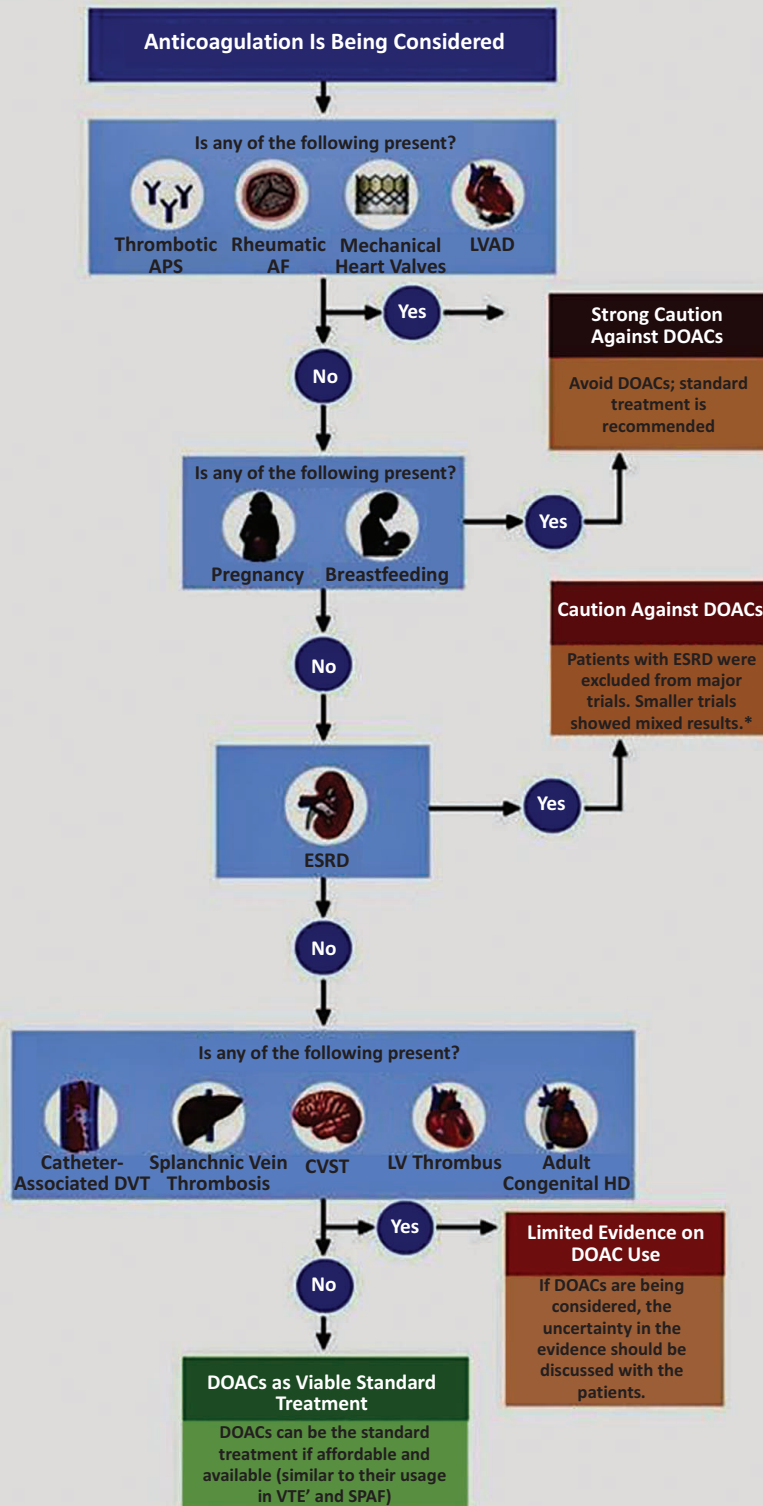 Anticoagulation Is Being Considered
Is any of the following present?
Thrombotic
APS
Rheumatic
AF
Mechanical
Heart Valves
LVAD
Yes
Strong Caution
Against DOACs
Avoid DOACs; standard
treatment is
recommended
No
Is any of the following present?
Pregnancy
Breastfeeding
Yes
Caution Against DOACs
Patients with ESRD were
excluded from major
trials. Smaller trials
showed mixed results.*
No
ESRD
Yes
No
Is any of the following present?
Catheter-
Associated DVT
Splanchnic Vein
Thrombosis
CVST
LV Thrombus
Adult
Congenital HD
Yes
Limited Evidence on
DOAC Use
If DOACs are being
considered, the
uncertainty in the
evidence should be
discussed with the
patients.
No
DOACs as Viable Standard
Treatment
DOACs can be the standard
treatment if affordable and
available (similar to their usage
in VTE’ and SPAF)